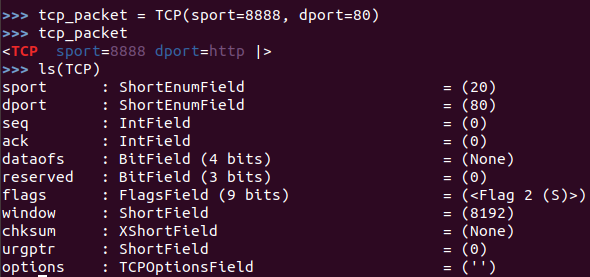 >>> tcp_packet = TCP(sport=8888, dport=80)
>>> tcp_packet
<TCP  sport=8888 dport=http |>
>>> ls(TCP)
sport      : ShortEnumField                      = (20)
dport      : ShortEnumField                      = (80)
seq        : IntField                            = (0)
ack        : IntField                            = (0)
dataofs    : BitField (4 bits)                   = (None)
reserved   : BitField (3 bits)                   = (0)
flags      : FlagsField (9 bits)                 = (<Flag 2 (S)>)
window     : ShortField                          = (8192)
chksum     : XShortField                         = (None)
urgptr     : ShortField                          = (0)
options    : TCPOptionsField                     = ('')